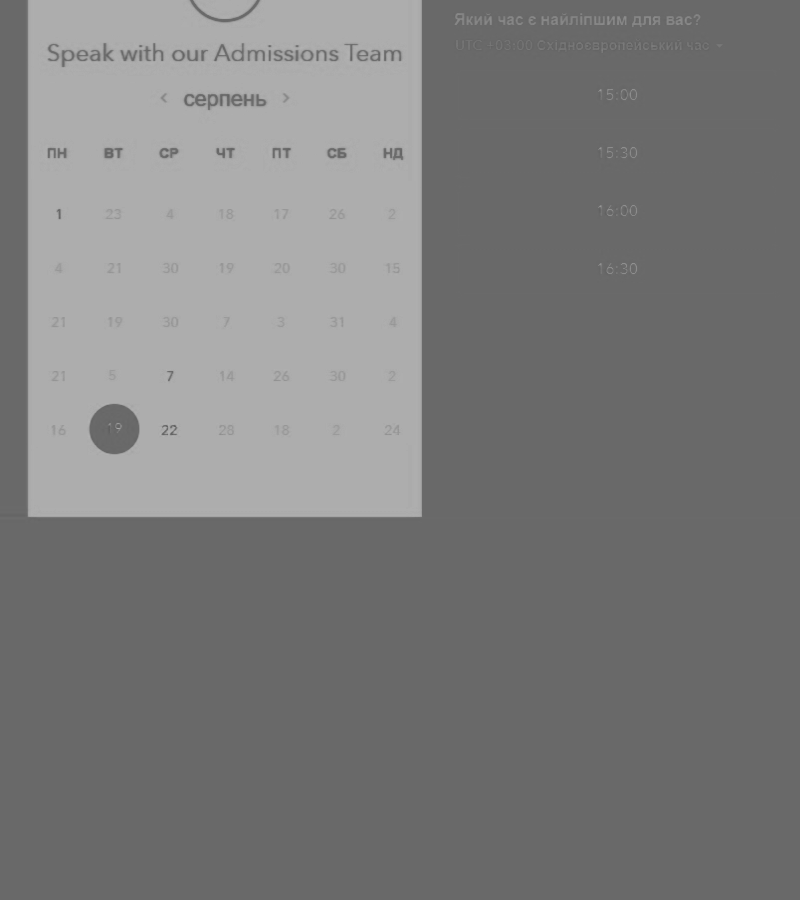 Speak with our Admissions Team
‹ серпень ›
ПН ВТ СР ЧТ ПТ СБ НД
1 23 4 18 17 26 2
4 21 30 19 20 30 15
21 19 30 7 3 31 4
21 5 7 14 26 30 2
16 19 22 28 18 2 24
Який час є найліпшим для вас?
UTC +03:00 Східноєвропейський час
15:00
15:30
16:00
16:30